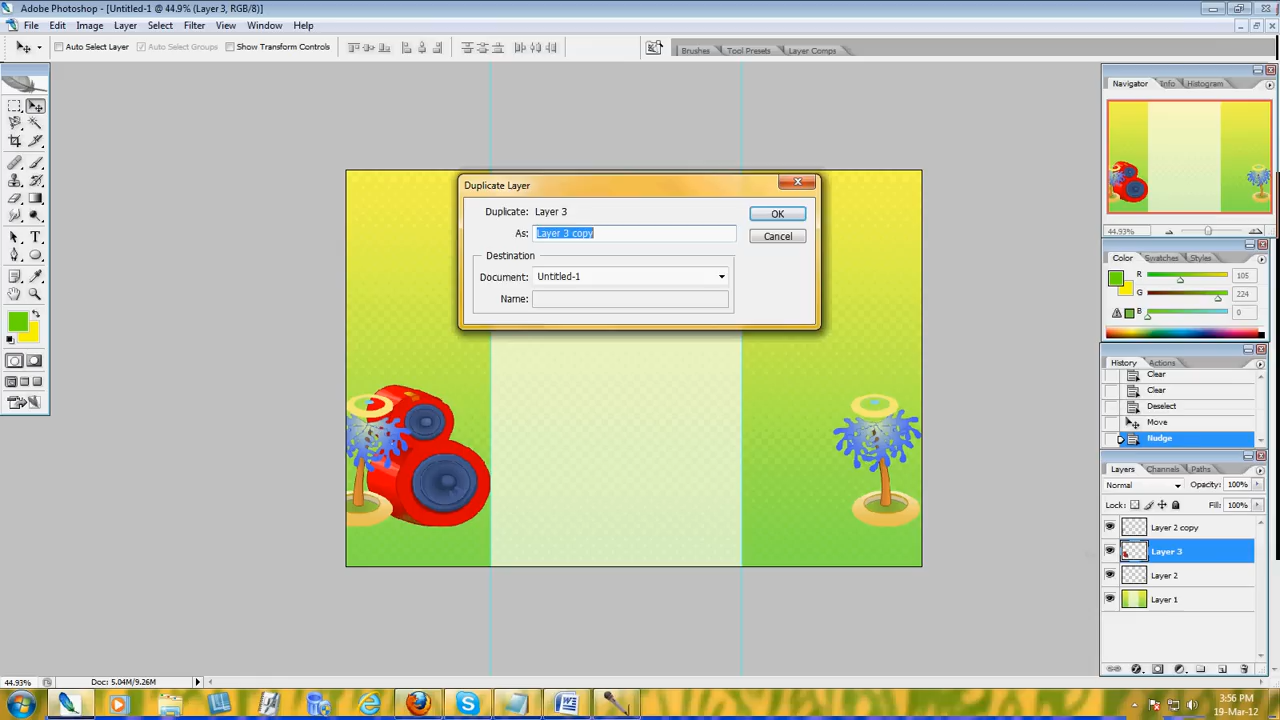 Adobe Photoshop - [Untitled-1 @ 44.9% (Layer 3, RGB/8)]
File Edit Image Layer Select Filter View Window Help
Auto Select Layer Auto Select Groups Show Transform Controls
Brushes Tool Presets Layer Comps
Navigator Info Histogram
44.93%
Duplicate Layer
Duplicate: Layer 3
OK
As: Layer 3 copy
Cancel
Destination
Document: Untitled-1
Name:
Color Swatches Styles
R 105
G 224
B 0
History Actions
Clear
Clear
Deselect
Move
Nudge
Layers Channels Paths
Normal Opacity: 100%
Lock: Fill: 100%
Layer 2 copy
Layer 3
Layer 2
Layer 1
44.93% Doc: 5.04M/9.26M
3:56 PM
19-Mar-12